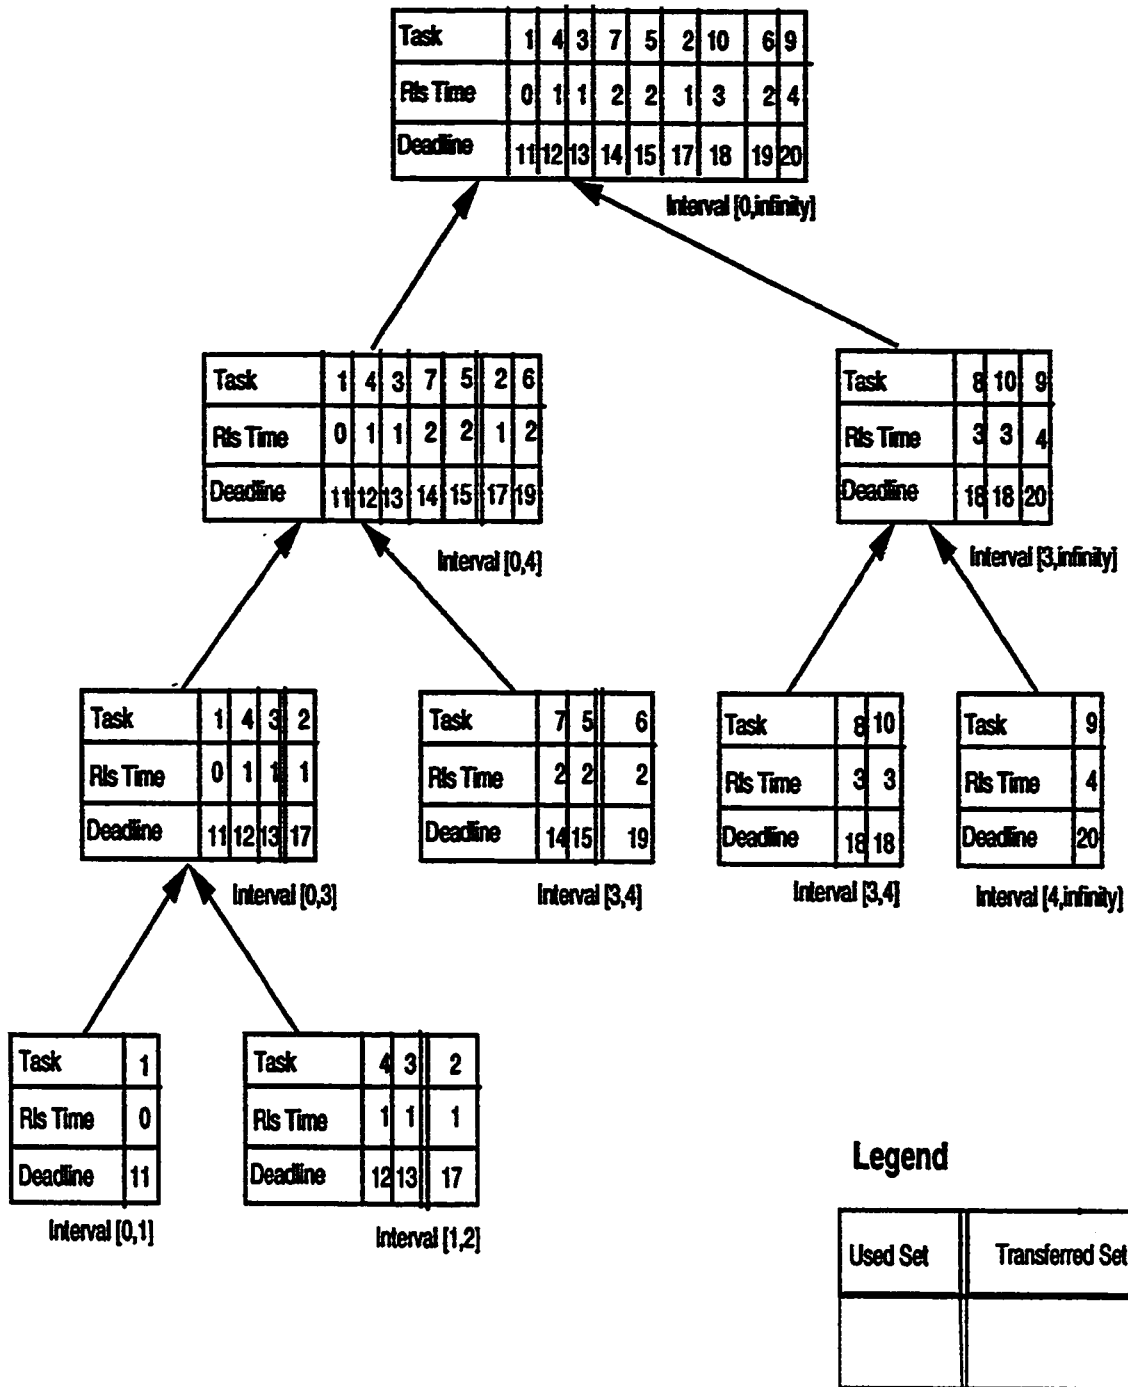 Task 1 4 3 7 5 2 10 6 9
Rls Time 0 1 1 2 2 1 3 2 4
Deadline 11 12 13 14 15 17 18 19 20
Interval [0,infinity]
Task 1 4 3 7 5 2 6
Rls Time 0 1 1 2 2 1 2
Deadline 11 12 13 14 15 17 19
Interval [0,4]
Task 8 10 9
Rls Time 3 3 4
Deadline 18 18 20
Interval [3,infinity]
Task 1 4 3 2
Rls Time 0 1 1 1
Deadline 11 12 13 17
Interval [0,3]
Task 7 5 6
Rls Time 2 2 2
Deadline 14 15 19
Interval [3,4]
Task 8 10
Rls Time 3 3
Deadline 18 18
Interval [3,4]
Task 9
Rls Time 4
Deadline 20
Interval [4,infinity]
Task 1
Rls Time 0
Deadline 11
Interval [0,1]
Task 4 3 2
Rls Time 1 1 1
Deadline 12 13 17
Interval [1,2]
Legend
Used Set Transferred Set